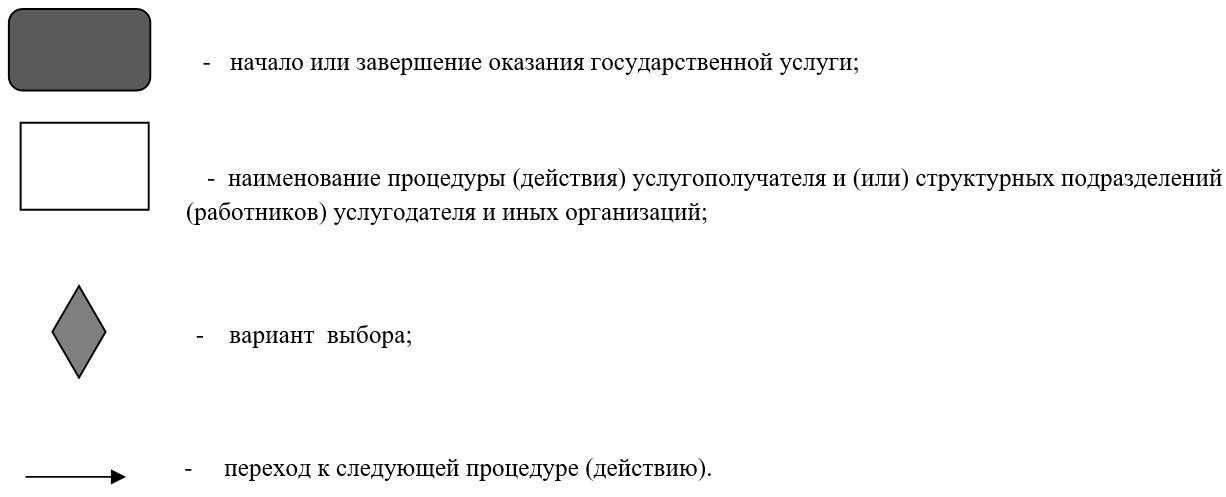 - начало или завершение оказания государственной услуги;
- наименование процедуры (действия) услугополучателя и (или) структурных подразделений
(работников) услугодателя и иных организаций;
- вариант выбора;
- переход к следующей процедуре (действию).